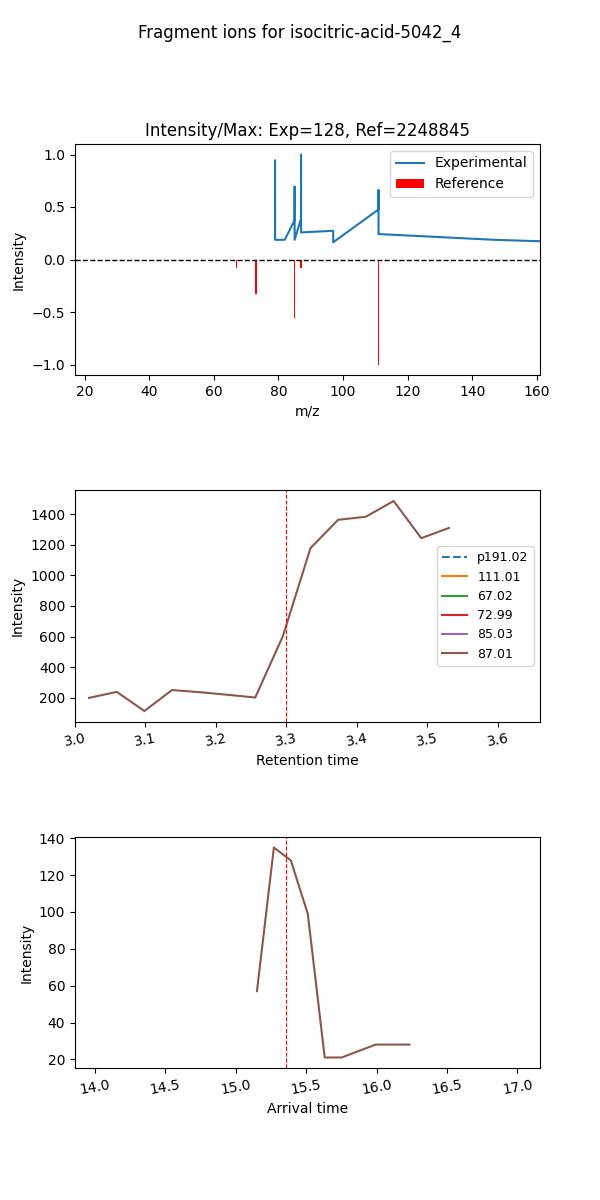 Fragment ions for isocitric-acid-5042_4
Intensity/Max: Exp=128, Ref=2248845
1.0
0.5
0.0
−0.5
−1.0
Intensity
Experimental
Reference
20 40 60 80 100 120 140 160
m/z
1400
1200
1000
800
600
400
200
Intensity
p191.02
111.01
67.02
72.99
85.03
87.01
3.0 3.1 3.2 3.3 3.4 3.5 3.6
Retention time
140
120
100
80
60
40
20
Intensity
14.0 14.5 15.0 15.5 16.0 16.5 17.0
Arrival time